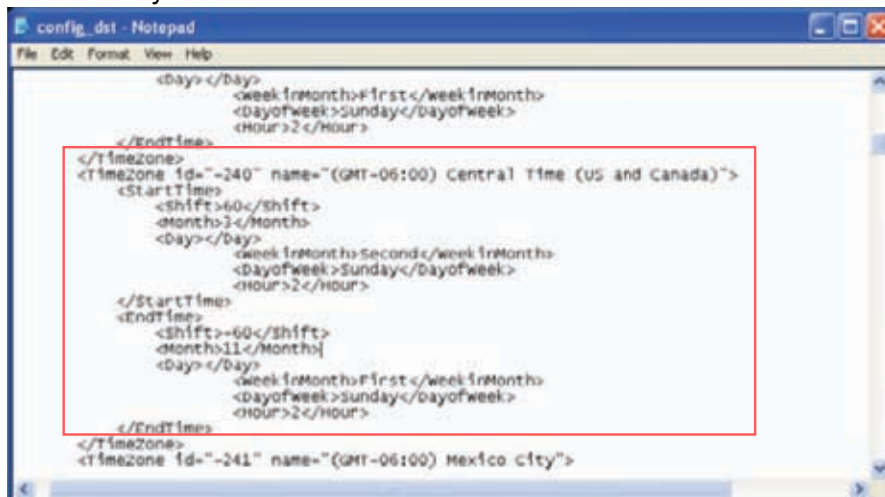 config_dst - Notepad
File Edit Format View Help
<Day></Day>
<WeekinMonth>First</WeekinMonth>
<DayofWeek>Sunday</DayofWeek>
<Hour>2</Hour>
</EndTime>
</TimeZone>
<TimeZone id="-240" name="(GMT-06:00) Central Time (US and Canada)">
<StartTime>
<Shift>60</Shift>
<Month>3</Month>
<Day></Day>
<WeekinMonth>Second</WeekinMonth>
<DayofWeek>Sunday</DayofWeek>
<Hour>2</Hour>
</StartTime>
<EndTime>
<Shift>-60</Shift>
<Month>11</Month>
<Day></Day>
<WeekinMonth>First</WeekinMonth>
<DayofWeek>Sunday</DayofWeek>
<Hour>2</Hour>
</EndTime>
</TimeZone>
<TimeZone id="-241" name="(GMT-06:00) Mexico City">